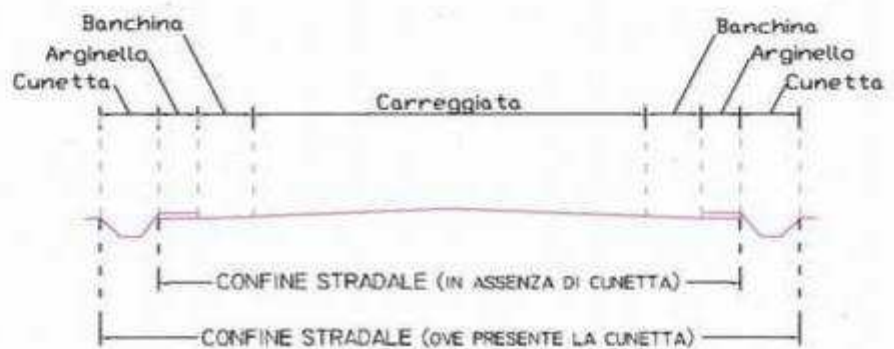 Banchina Banchina
Arginello Arginello
Cunetta Cunetta
Carreggiata
CONFINE STRADALE (IN ASSENZA DI CUNETTA)
CONFINE STRADALE (OVE PRESENTE LA CUNETTA)